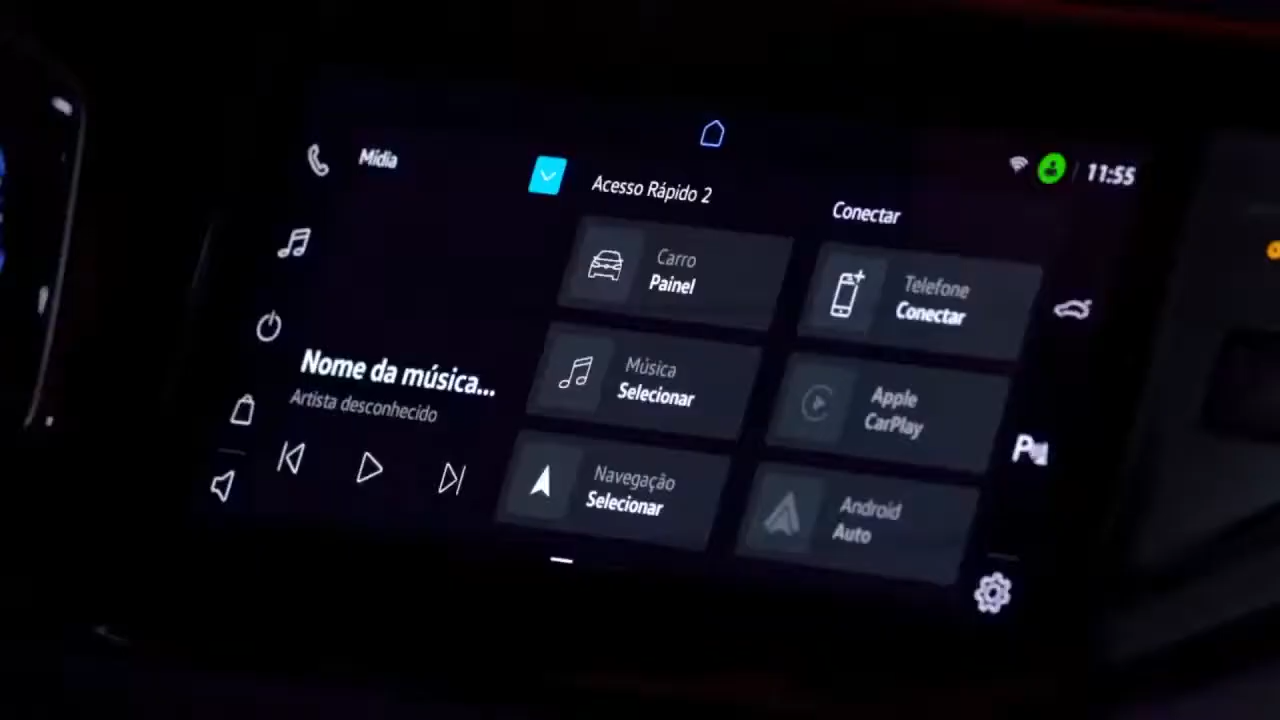 Mídia
11:55
Acesso Rápido 2
Conectar
Carro
Painel
Telefone
Conectar
Música
Selecionar
Apple
CarPlay
Nome da música...
Artista desconhecido
Navegação
Selecionar
Android
Auto
P